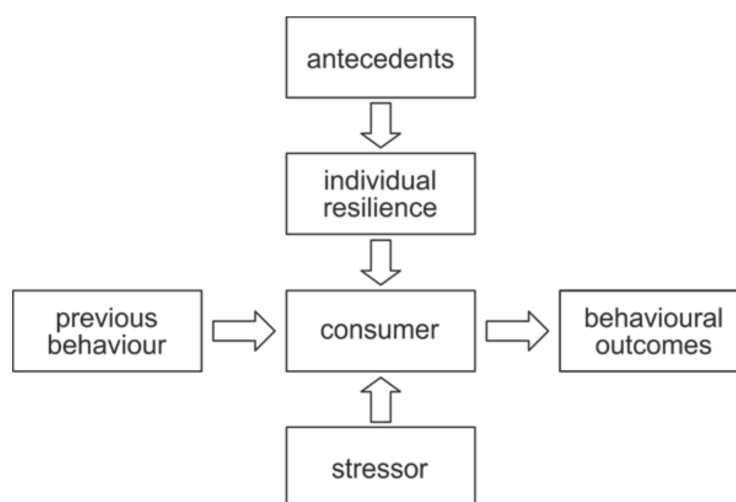 antecedents
individual
resilience
previous
behaviour
consumer
behavioural
outcomes
stressor